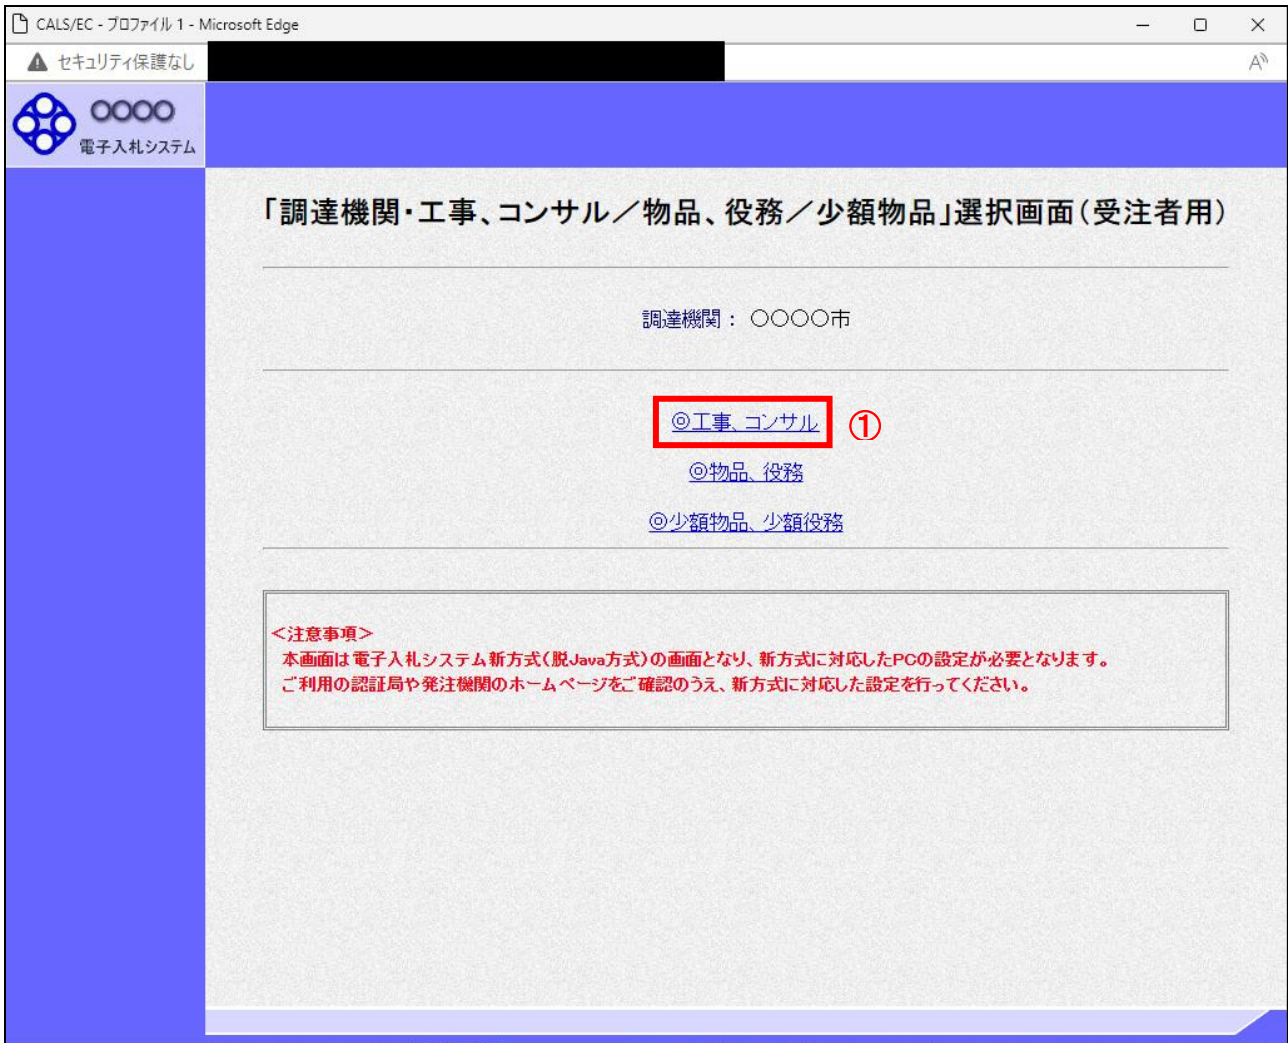 CALS/EC - プロファイル 1 - Microsoft Edge
セキュリティ保護なし
〇〇〇〇
電子入札システム
「調達機関・工事、コンサル／物品、役務／少額物品」選択画面（受注者用）
調達機関： 〇〇〇〇市
◎工事、コンサル ①
◎物品、役務
◎少額物品、少額役務
＜注意事項＞
本画面は電子入札システム新方式（脱Java方式）の画面となり、新方式に対応したPCの設定が必要となります。
ご利用の認証局や発注機関のホームページをご確認のうえ、新方式に対応した設定を行ってください。